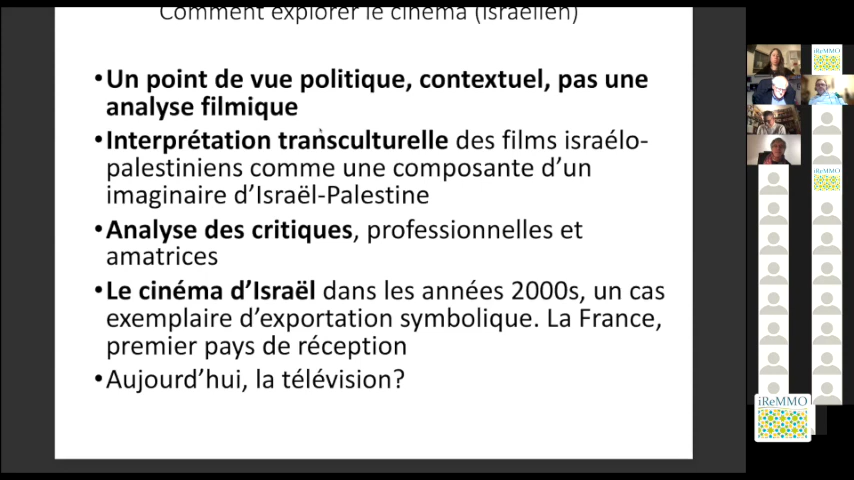 Comment explorer le cinéma (israélien)
•Un point de vue politique, contextuel, pas une
analyse filmique
•Interprétation transculturelle des films israélo-
palestiniens comme une composante d'un
imaginaire d'Israël-Palestine
•Analyse des critiques, professionnelles et
amatrices
•Le cinéma d'Israël dans les années 2000s, un cas
exemplaire d'exportation symbolique. La France,
premier pays de réception
•Aujourd'hui, la télévision?
iReMMO
iReMMO
iReMMO